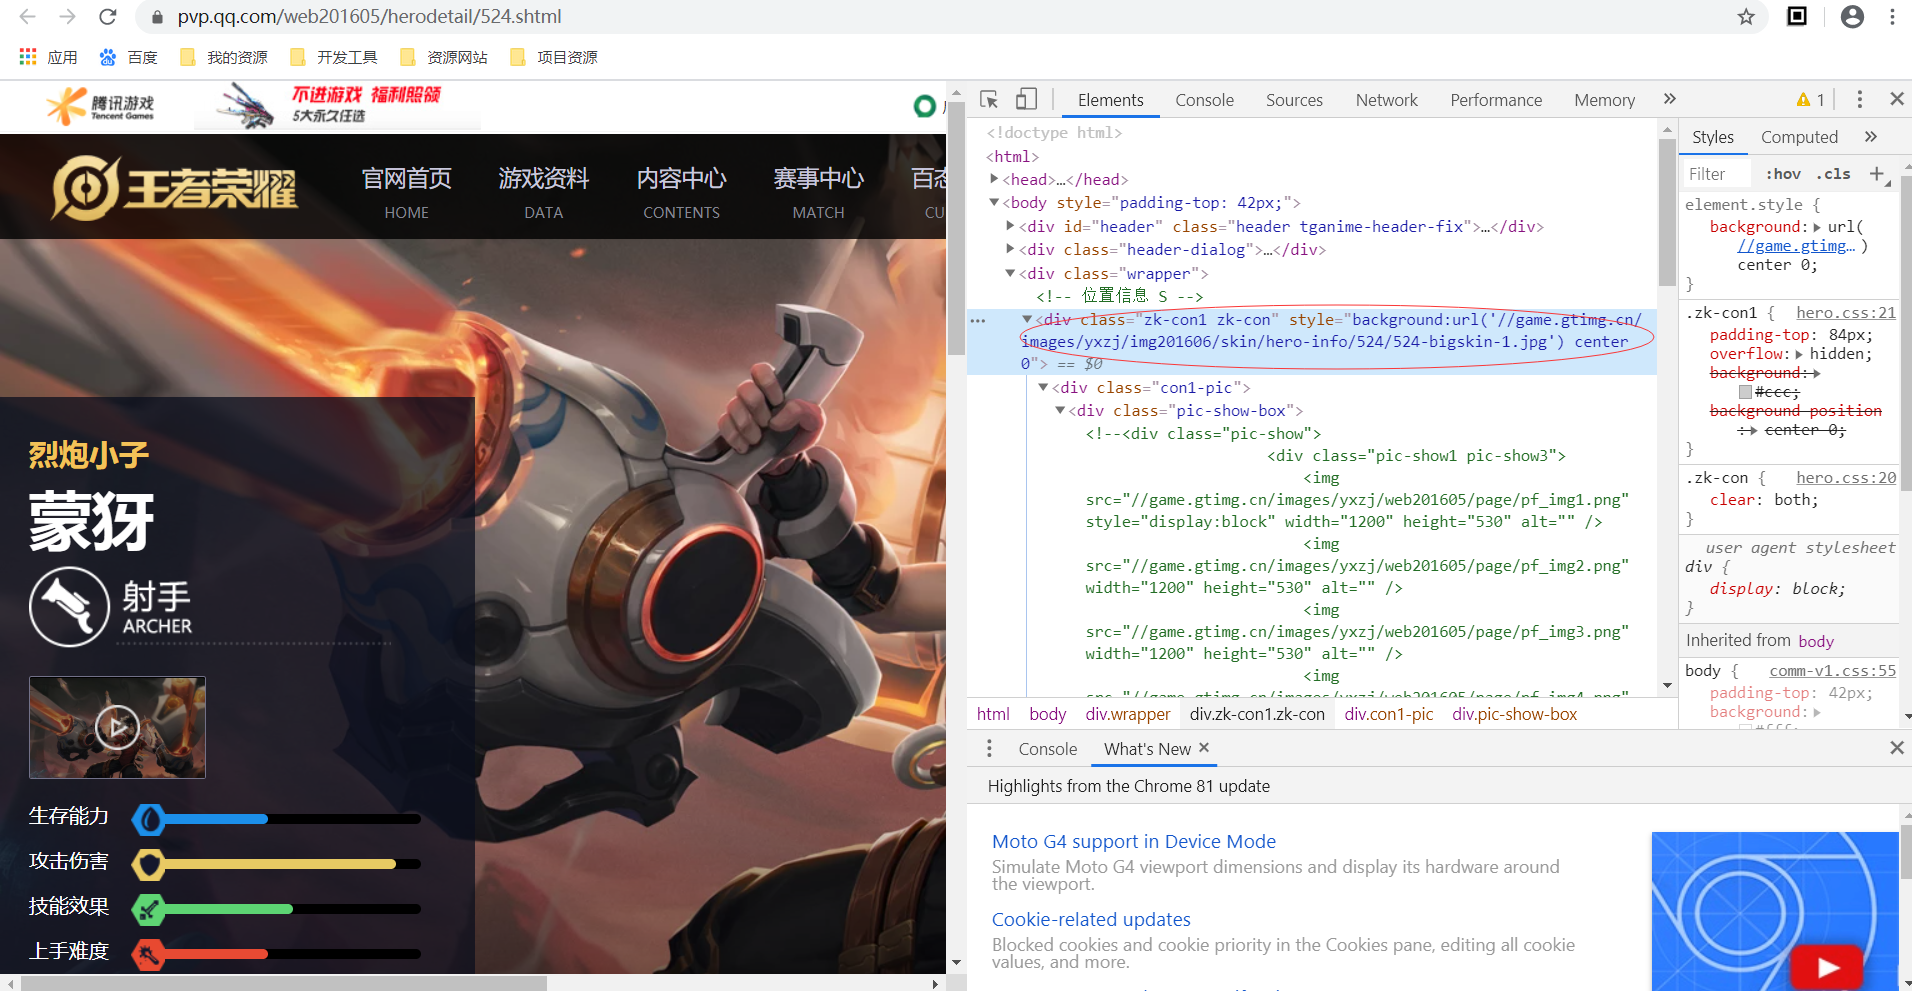 pvp.qq.com/web201605/herodetail/524.shtml
应用 百度 我的资源 开发工具 资源网站 项目资源
腾讯游戏
Tencent Games
不进游戏 福利照领
5大永久任选
王者荣耀
官网首页 游戏资料 内容中心 赛事中心
HOME DATA CONTENTS MATCH CU
烈炮小子
蒙犽
射手
ARCHER
生存能力
攻击伤害
技能效果
上手难度
Elements Console Sources Network Performance Memory » 1
<!doctype html>
<html>
<head>…</head>
<body style="padding-top: 42px;">
<div id="header" class="header tganime-header-fix">…</div>
<div class="header-dialog">…</div>
<div class="wrapper">
<!-- 位置信息 S -->
<div class="zk-con1 zk-con" style="background:url('//game.gtimg.cn/
images/yxzj/img201606/skin/hero-info/524/524-bigskin-1.jpg') center
0"> == $0
<div class="con1-pic">
<div class="pic-show-box">
<!--<div class="pic-show">
<div class="pic-show1 pic-show3">
<img
src="//game.gtimg.cn/images/yxzj/web201605/page/pf_img1.png"
style="display:block" width="1200" height="530" alt="" />
<img
src="//game.gtimg.cn/images/yxzj/web201605/page/pf_img2.png"
width="1200" height="530" alt="" />
<img
src="//game.gtimg.cn/images/yxzj/web201605/page/pf_img3.png"
width="1200" height="530" alt="" />
<img
src="//game.gtimg.cn/images/yxzj/web201605/page/pf_img4.png"
html body div.wrapper div.zk-con1.zk-con div.con1-pic div.pic-show-box
Styles Computed »
Filter :hov .cls +
element.style {
background: url(
//game.gtimg… )
center 0;
}
.zk-con1 { hero.css:21
padding-top: 84px;
overflow: hidden;
background:
#ccc;
background-position
: center 0;
}
.zk-con { hero.css:20
clear: both;
}
user agent stylesheet
div {
display: block;
}
Inherited from body
body { comm-v1.css:55
padding-top: 42px;
background:
#fff;
Console What's New ×
Highlights from the Chrome 81 update
Moto G4 support in Device Mode
Simulate Moto G4 viewport dimensions and display its hardware around
the viewport.
Cookie-related updates
Blocked cookies and cookie priority in the Cookies pane, editing all cookie
values, and more.